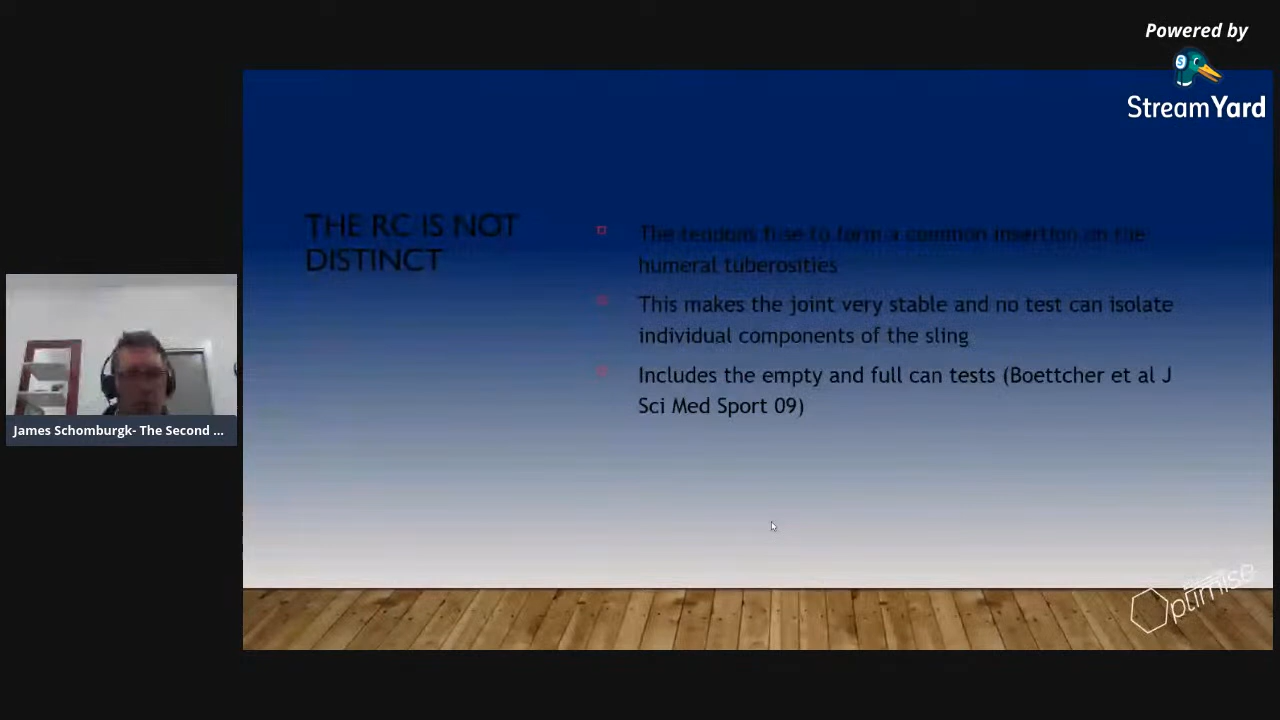 Powered by
StreamYard
THE RC IS NOT
DISTINCT
The tendons fuse to form a common insertion on the
humeral tuberosities
This makes the joint very stable and no test can isolate
individual components of the sling
Includes the empty and full can tests (Boettcher et al J
Sci Med Sport 09)
James Schomburgk- The Second ...
Optimise